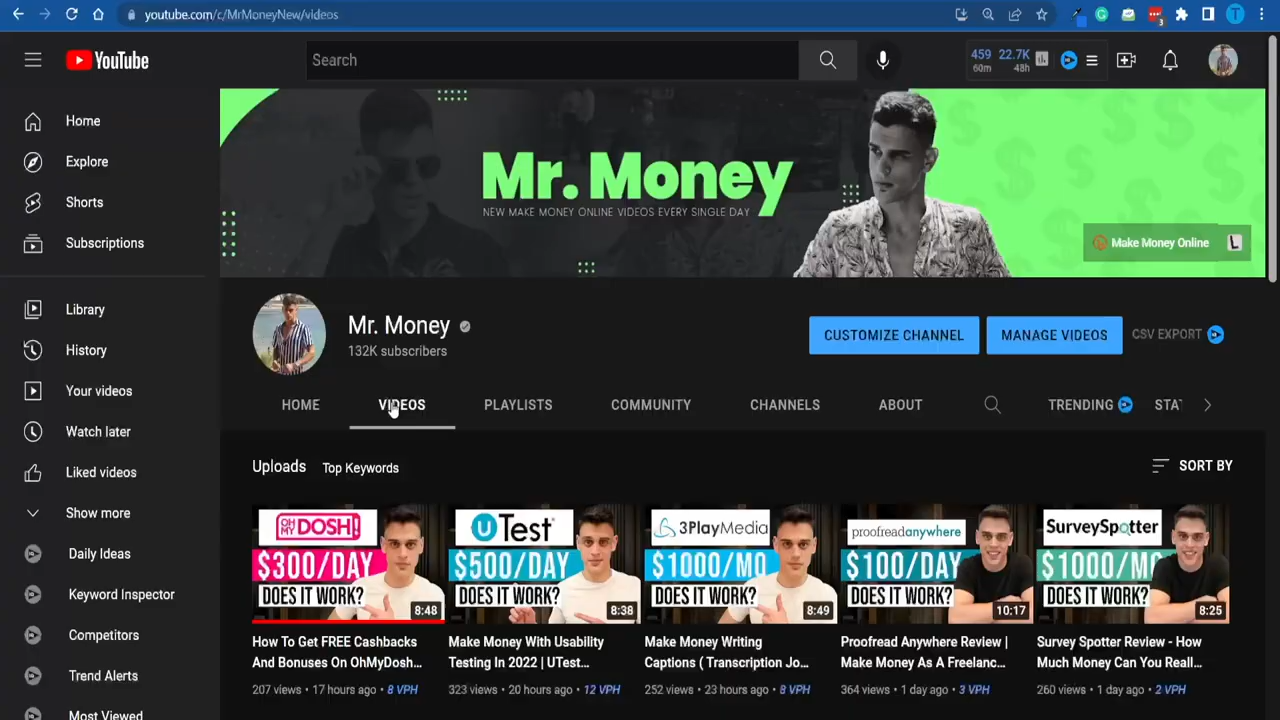 youtube.com/c/MrMoneyNew/videos
3
T
YouTube
Search
459 22.7K
60m 48h
Home
Explore
Shorts
Subscriptions
Library
History
Your videos
Watch later
Liked videos
Show more
Daily Ideas
Keyword Inspector
Competitors
Trend Alerts
Most Viewed
Mr. Money
NEW MAKE MONEY ONLINE VIDEOS EVERY SINGLE DAY
Make Money Online
Mr. Money
132K subscribers
CUSTOMIZE CHANNEL
MANAGE VIDEOS
CSV EXPORT
HOME VIDEOS PLAYLISTS COMMUNITY CHANNELS ABOUT TRENDING STAT
Uploads Top Keywords
SORT BY
OH MY DOSH!
$300/DAY
DOES IT WORK?
8:48
How To Get FREE Cashbacks
And Bonuses On OhMyDosh...
207 views • 17 hours ago • 8 VPH
uTest
$500/DAY
DOES IT WORK?
8:38
Make Money With Usability
Testing In 2022 | UTest...
323 views • 20 hours ago • 12 VPH
3PlayMedia
$1000/MO
DOES IT WORK?
8:49
Make Money Writing
Captions ( Transcription Jo...
252 views • 23 hours ago • 8 VPH
proofreadanywhere
$100/DAY
DOES IT WORK?
10:17
Proofread Anywhere Review |
Make Money As A Freelanc...
364 views • 1 day ago • 3 VPH
SurveySpotter
$1000/MO
DOES IT WORK?
8:25
Survey Spotter Review - How
Much Money Can You Reall...
260 views • 1 day ago • 2 VPH